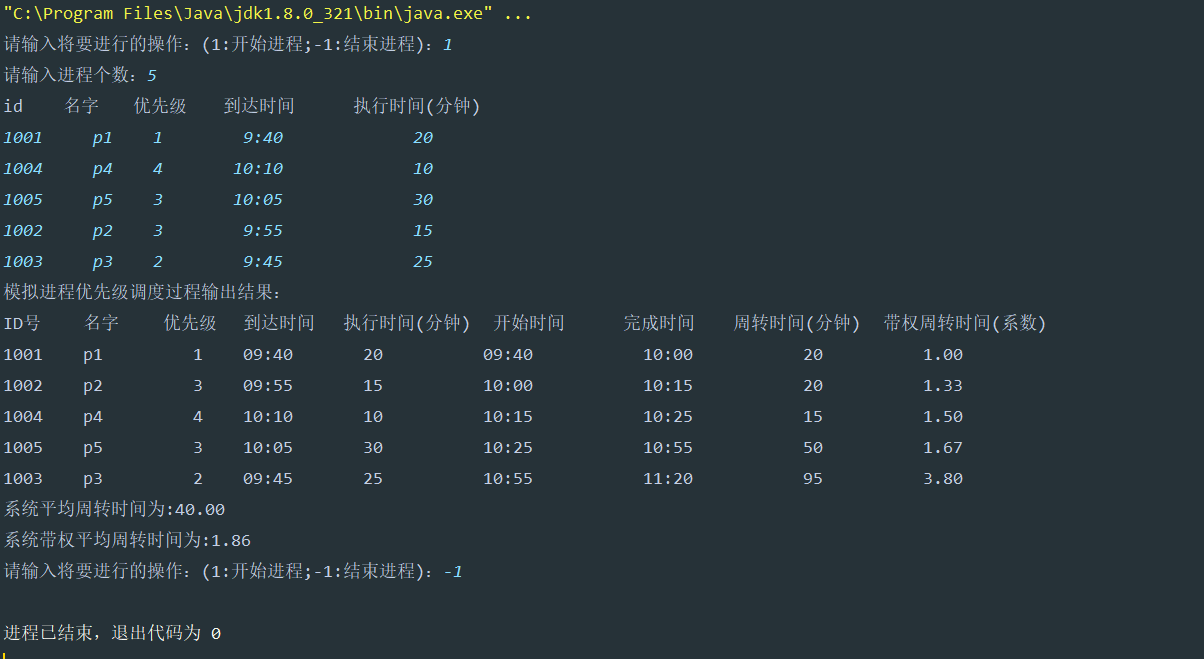 "C:\Program Files\Java\jdk1.8.0_321\bin\java.exe" ...
请输入将要进行的操作：(1:开始进程;-1:结束进程)：1
请输入进程个数：5
id 名字 优先级 到达时间 执行时间(分钟)
1001 p1 1 9:40 20
1004 p4 4 10:10 10
1005 p5 3 10:05 30
1002 p2 3 9:55 15
1003 p3 2 9:45 25
模拟进程优先级调度过程输出结果：
ID号 名字 优先级 到达时间 执行时间(分钟) 开始时间 完成时间 周转时间(分钟) 带权周转时间(系数)
1001 p1 1 09:40 20 09:40 10:00 20 1.00
1002 p2 3 09:55 15 10:00 10:15 20 1.33
1004 p4 4 10:10 10 10:15 10:25 15 1.50
1005 p5 3 10:05 30 10:25 10:55 50 1.67
1003 p3 2 09:45 25 10:55 11:20 95 3.80
系统平均周转时间为:40.00
系统带权平均周转时间为:1.86
请输入将要进行的操作：(1:开始进程;-1:结束进程)：-1
进程已结束，退出代码为 0